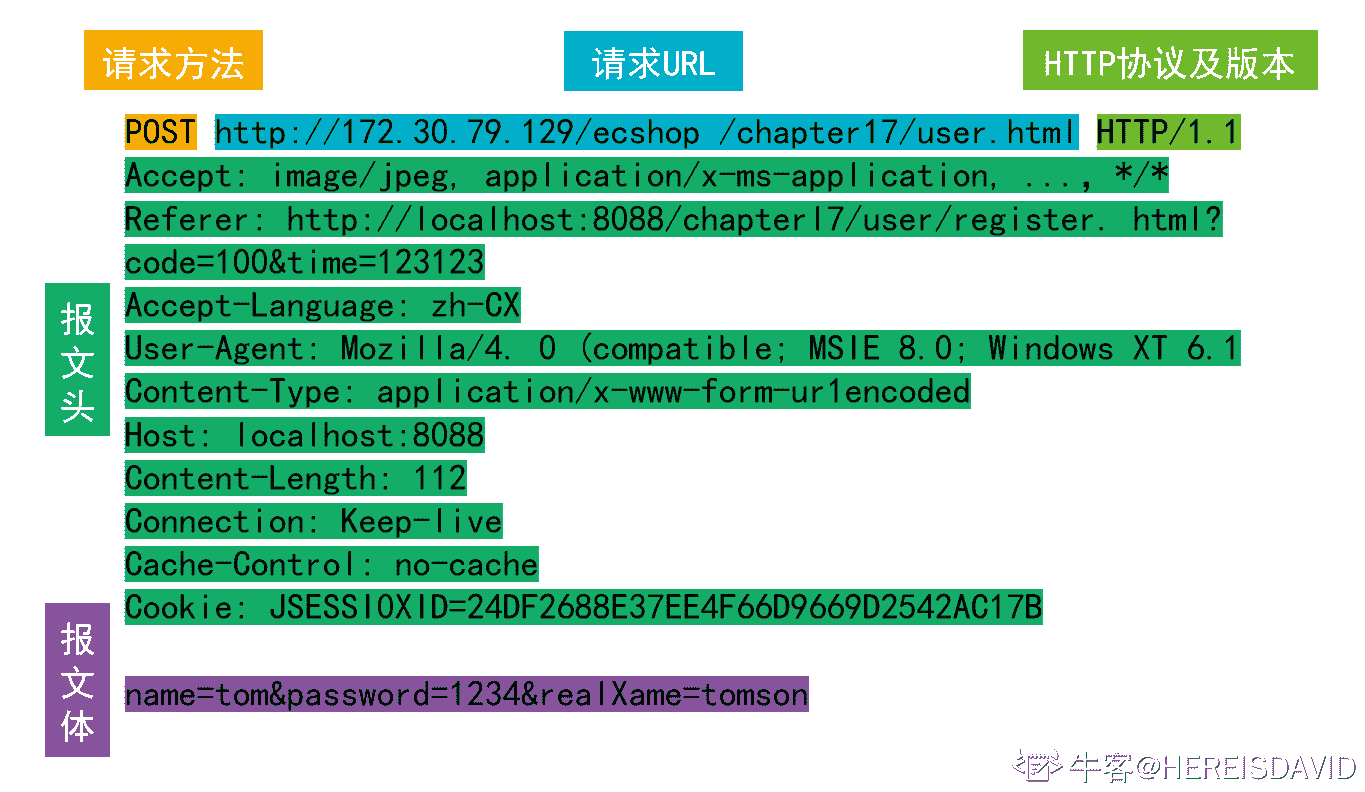 请求方法
请求URL
HTTP协议及版本
POST http://172.30.79.129/ecshop /chapter17/user.html HTTP/1.1
Accept: image/jpeg, application/x-ms-application, ..., */*
Referer: http://localhost:8088/chapterl7/user/register. html?
code=100&time=123123
Accept-Language: zh-CX
User-Agent: Mozilla/4. 0 (compatible; MSIE 8.0; Windows XT 6.1
Content-Type: application/x-www-form-ur1encoded
Host: localhost:8088
Content-Length: 112
Connection: Keep-live
Cache-Control: no-cache
Cookie: JSESSI0XID=24DF2688E37EE4F66D9669D2542AC17B
报文头
name=tom&password=1234&realXame=tomson
报文体
牛客@HEREISDAVID